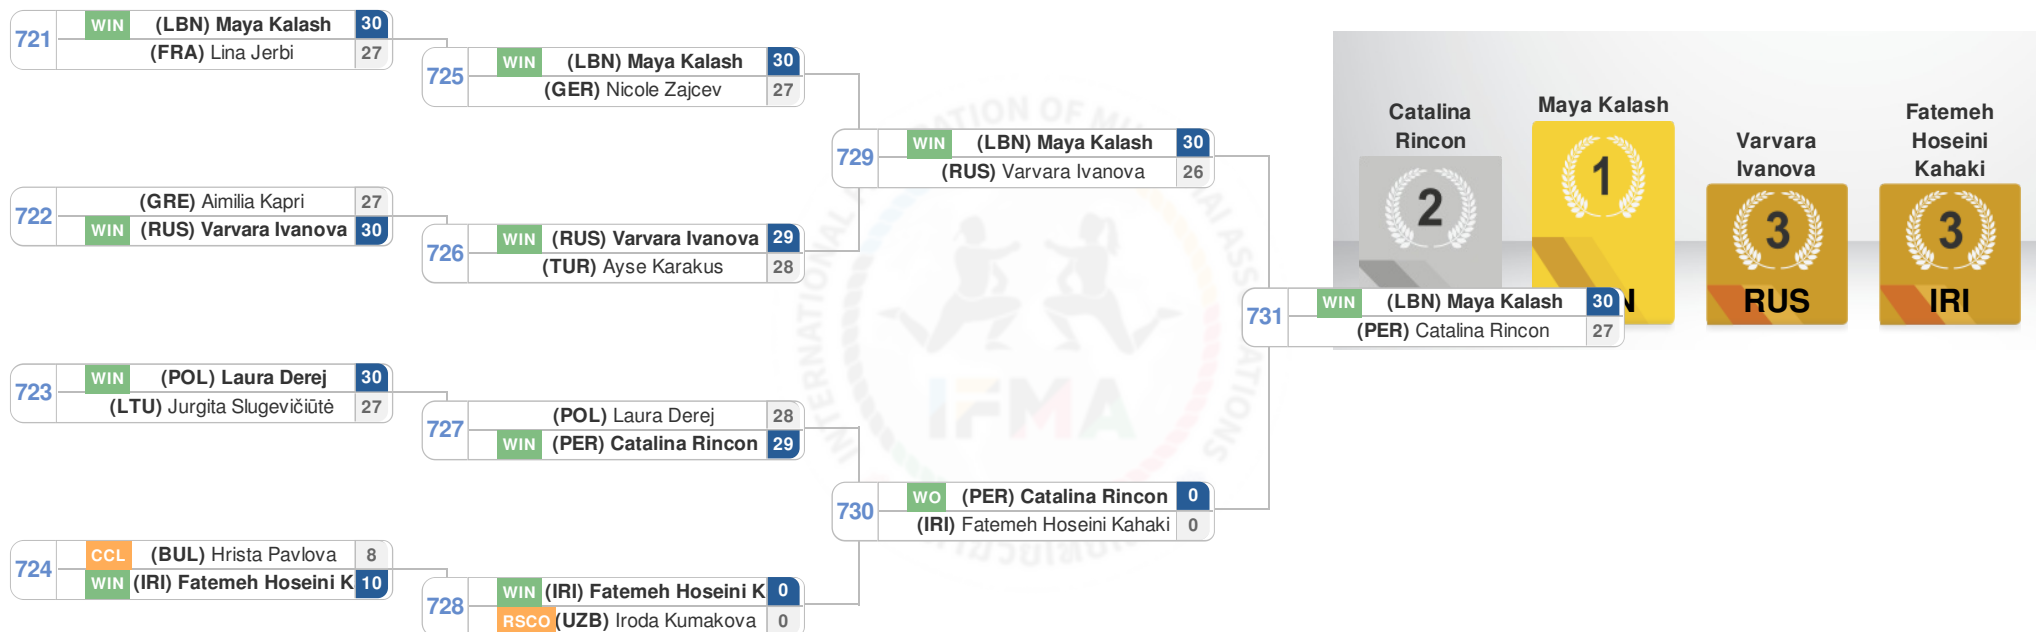 721
WIN (LBN) Maya Kalash 30
(FRA) Lina Jerbi 27
722
(GRE) Aimilia Kapri 27
WIN (RUS) Varvara Ivanova 30
723
WIN (POL) Laura Derej 30
(LTU) Jurgita Slugevičiūtė 27
724
CCL (BUL) Hrista Pavlova 8
WIN (IRI) Fatemeh Hoseini K 10
725
WIN (LBN) Maya Kalash 30
(GER) Nicole Zajcev 27
726
WIN (RUS) Varvara Ivanova 29
(TUR) Ayse Karakus 28
727
(POL) Laura Derej 28
WIN (PER) Catalina Rincon 29
728
WIN (IRI) Fatemeh Hoseini K 0
RSCO (UZB) Iroda Kumakova 0
729
WIN (LBN) Maya Kalash 30
(RUS) Varvara Ivanova 26
730
WO (PER) Catalina Rincon 0
(IRI) Fatemeh Hoseini Kahaki 0
731
WIN (LBN) Maya Kalash 30
(PER) Catalina Rincon 27
Catalina
Rincon
2
Maya Kalash
1
N
Varvara
Ivanova
3
RUS
Fatemeh
Hoseini
Kahaki
3
IRI
IFMA